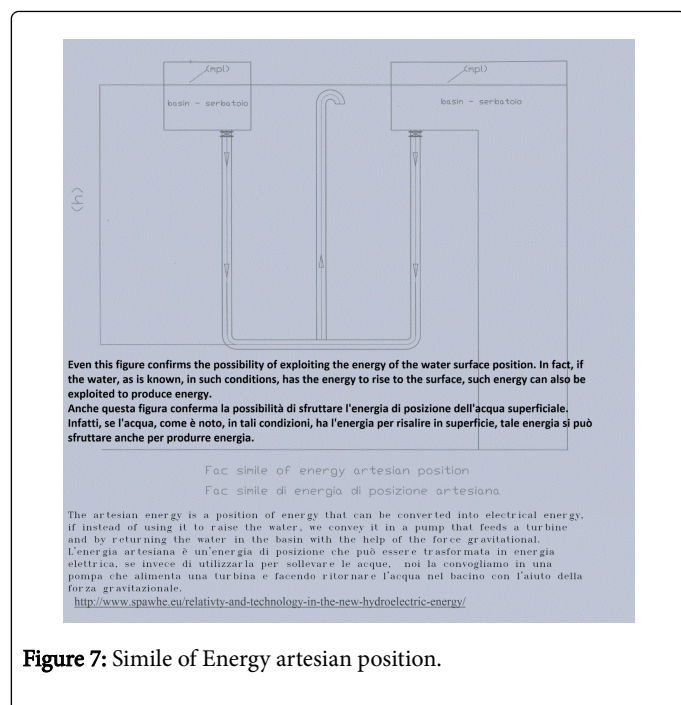 (mpl)
(mpl)
basin - serbatoio
basin - serbatoio
(h)
Even this figure confirms the possibility of exploiting the energy of the water surface position. In fact, if
the water, as is known, in such conditions, has the energy to rise to the surface, such energy can also be
exploited to produce energy.
Anche questa figura conferma la possibilità di sfruttare l'energia di posizione dell'acqua superficiale.
Infatti, se l'acqua, come è noto, in tali condizioni, ha l'energia per risalire in superficie, tale energia si può
sfruttare anche per produrre energia.
Fac simile of energy artesian position
Fac simile di energia di posizione artesiana
The artesian energy is a position of energy that can be converted into electrical energy,
if instead of using it to raise the water, we convey it in a pump that feeds a turbine
and by returning the water in the basin with the help of the force gravitational.
L'energia artesiana è un'energia di posizione che può essere trasformata in energia
elettrica, se invece di utilizzarla per sollevare le acque, noi la convogliamo in una
pompa che alimenta una turbina e facendo ritornare l'acqua nel bacino con l'aiuto della
forza gravitazionale.
http://www.spawhe.eu/relativty-and-technology-in-the-new-hydroelectric-energy/
Figure 7: Simile of Energy artesian position.